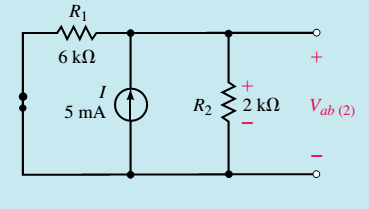 R₁
6 kΩ
I
5 mA
R₂
+
2 kΩ
−
+
Vab (2)
−